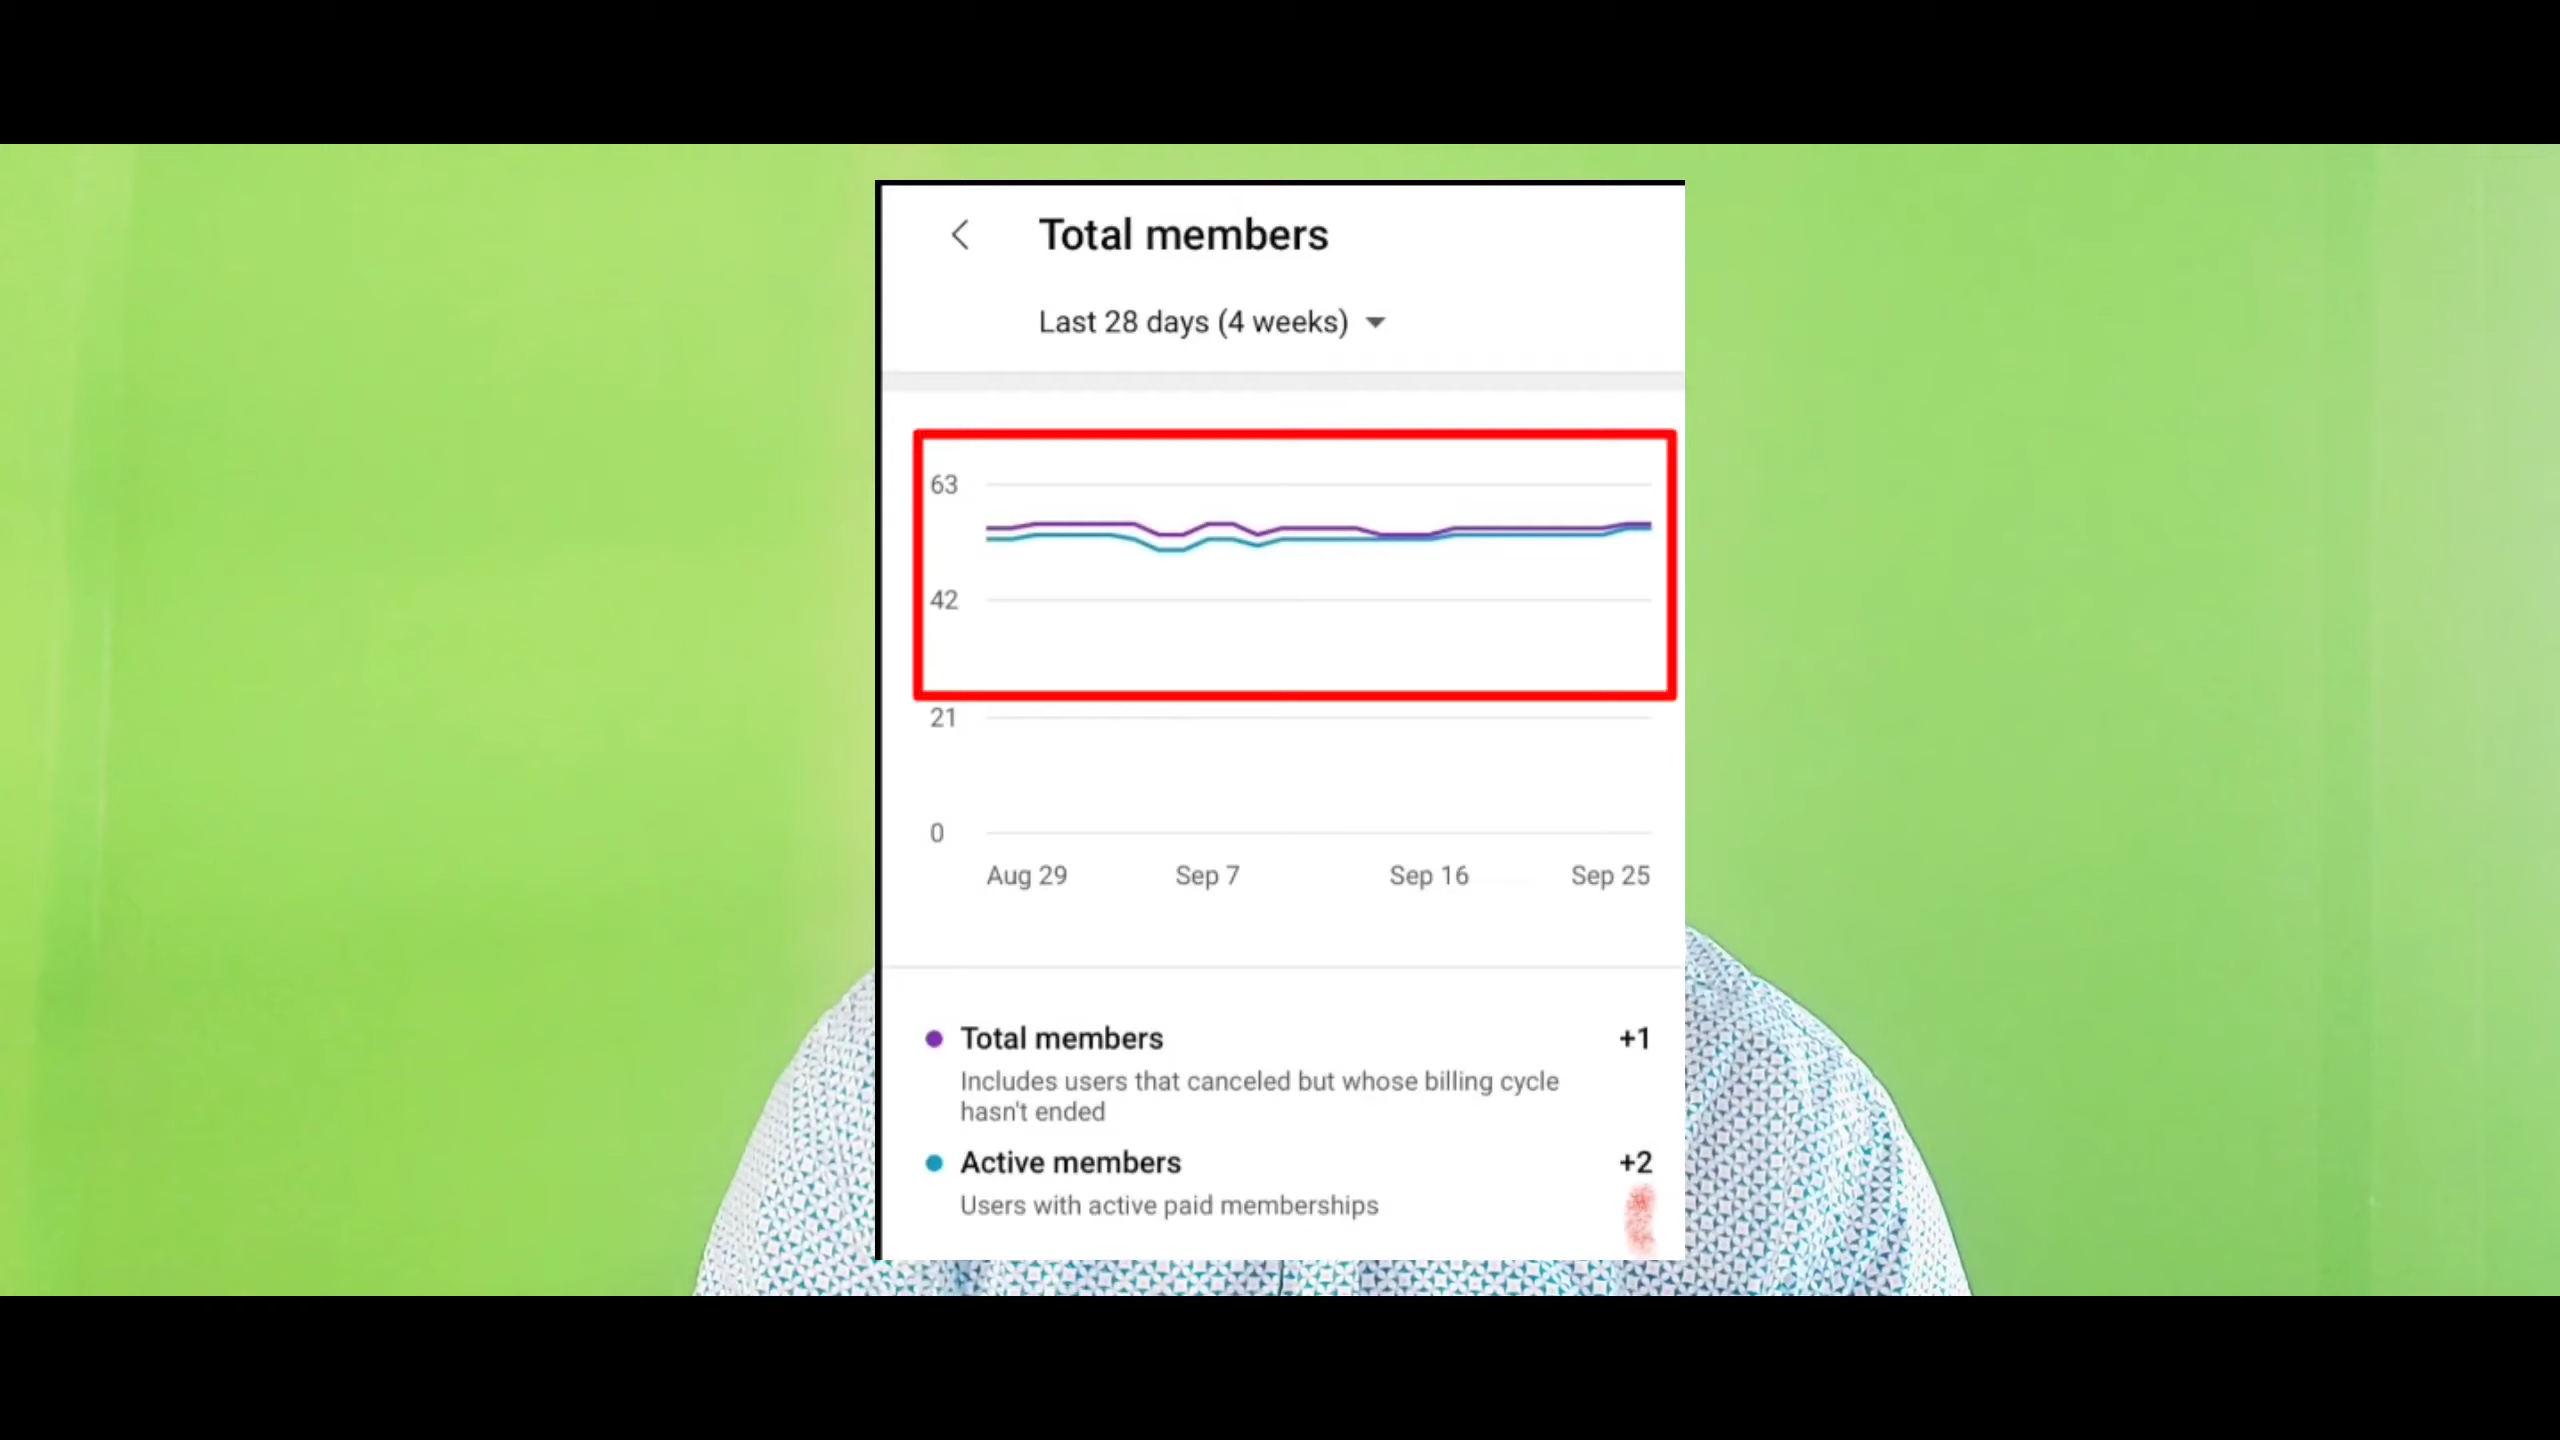 Total members
Last 28 days (4 weeks)
63
42
21
0
Aug 29 Sep 7 Sep 16 Sep 25
Total members +1
Includes users that canceled but whose billing cycle
hasn't ended
Active members +2
Users with active paid memberships